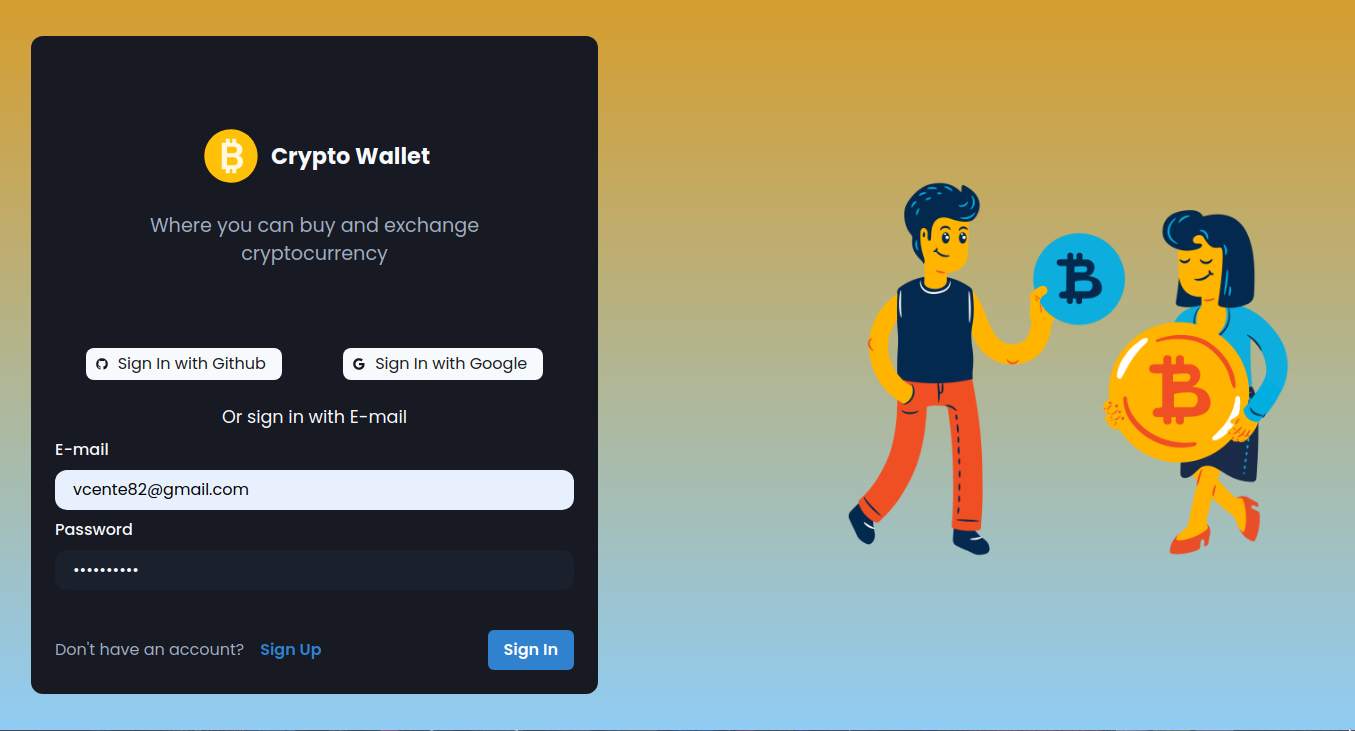 Crypto Wallet
Where you can buy and exchange
cryptocurrency
Sign In with Github
Sign In with Google
Or sign in with E-mail
E-mail
vcente82@gmail.com
Password
••••••••••
Don't have an account? Sign Up
Sign In